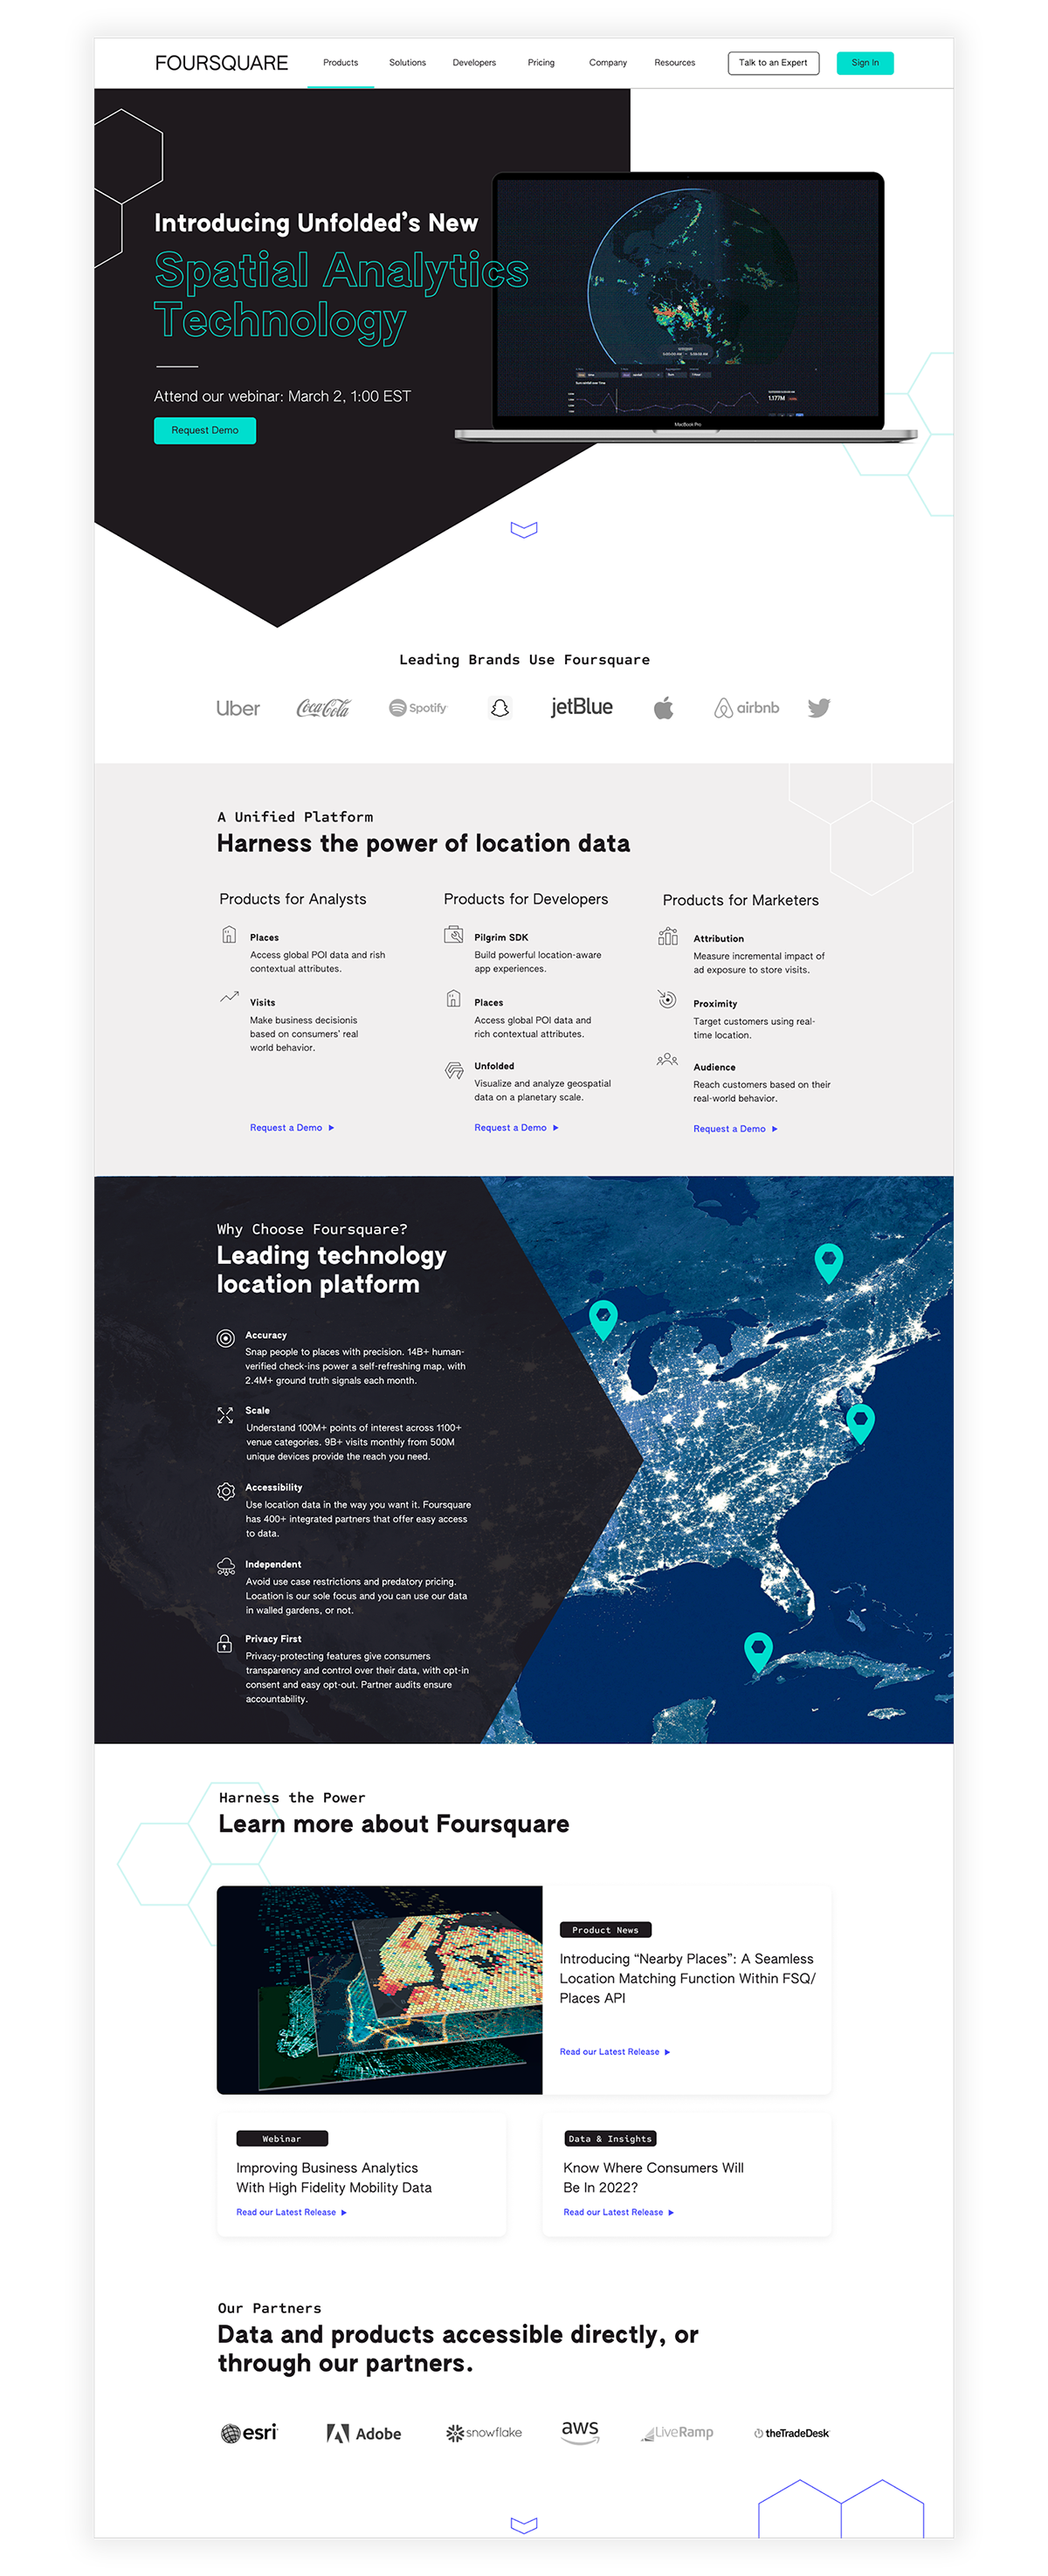 FOURSQUARE
Products
Solutions
Developers
Pricing
Company
Resources
Talk to an Expert
Sign In
Introducing Unfolded’s New
Spatial Analytics
Technology
Attend our webinar: March 2, 1:00 EST
Request Demo
1.177M
MacBook Pro
Leading Brands Use Foursquare
Uber
Coca-Cola
Spotify
jetBlue
airbnb
A Unified Platform
Harness the power of location data
Products for Analysts
Places
Access global POI data and rish
contextual attributes.
Visits
Make business decisionis
based on consumers’ real
world behavior.
Request a Demo
Products for Developers
Pilgrim SDK
Build powerful location-aware
app experiences.
Places
Access global POI data and
rich contextual attributes.
Unfolded
Visualize and analyze geospatial
data on a planetary scale.
Request a Demo
Products for Marketers
Attribution
Measure incremental impact of
ad exposure to store visits.
Proximity
Target customers using real-
time location.
Audience
Reach customers based on their
real-world behavior.
Request a Demo
Why Choose Foursquare?
Leading technology
location platform
Accuracy
Snap people to places with precision. 14B+ human-
verified check-ins power a self-refreshing map, with
2.4M+ ground truth signals each month.
Scale
Understand 100M+ points of interest across 1100+
venue categories. 9B+ visits monthly from 500M
unique devices provide the reach you need.
Accessibility
Use location data in the way you want it. Foursquare
has 400+ integrated partners that offer easy access
to data.
Independent
Avoid use case restrictions and predatory pricing.
Location is our sole focus and you can use our data
in walled gardens, or not.
Privacy First
Privacy-protecting features give consumers
transparency and control over their data, with opt-in
consent and easy opt-out. Partner audits ensure
accountability.
Harness the Power
Learn more about Foursquare
Product News
Introducing “Nearby Places”: A Seamless
Location Matching Function Within FSQ/
Places API
Read our Latest Release
Webinar
Improving Business Analytics
With High Fidelity Mobility Data
Read our Latest Release
Data & Insights
Know Where Consumers Will
Be In 2022?
Read our Latest Release
Our Partners
Data and products accessible directly, or
through our partners.
esri
Adobe
snowflake
aws
LiveRamp
theTradeDesk